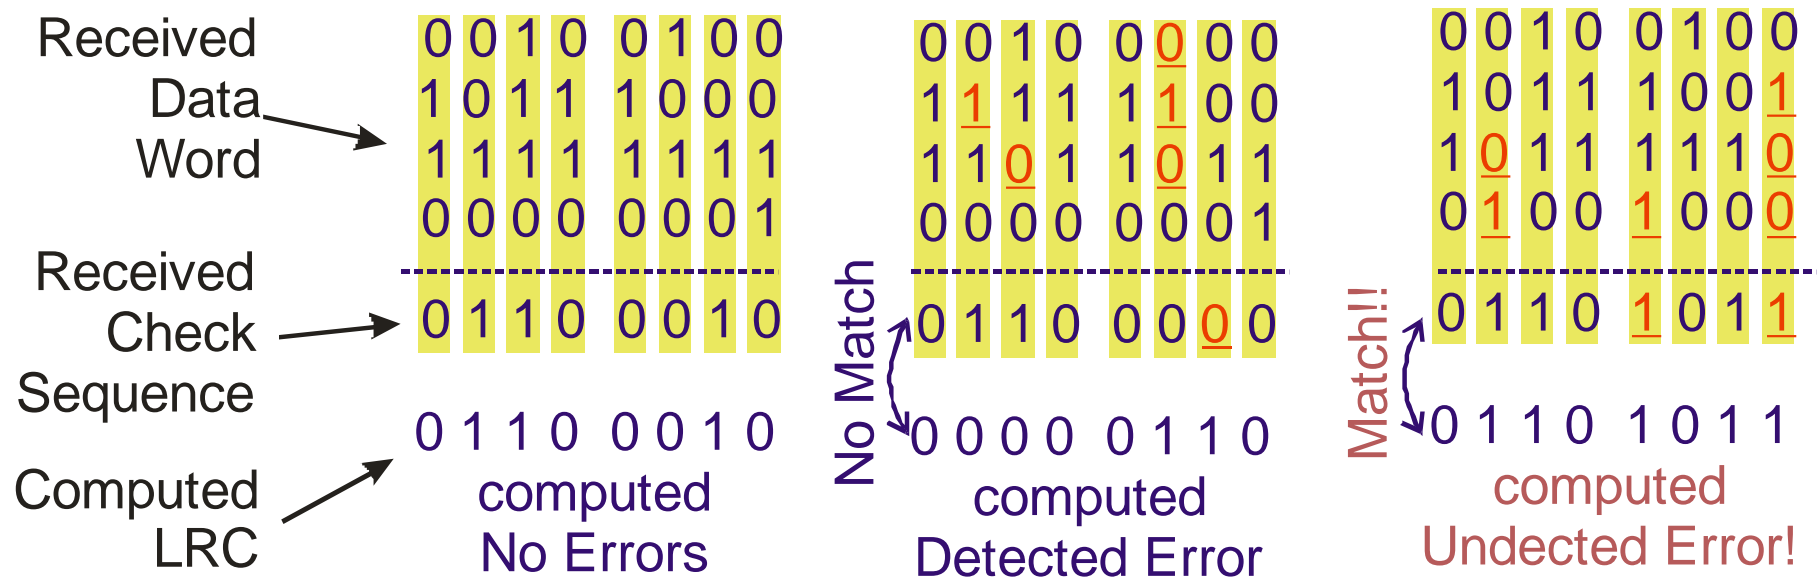 Received
Data
Word
Received
Check
Sequence
Computed
LRC
0 0 1 0 0 1 0 0
1 0 1 1 1 0 0 0
1 1 1 1 1 1 1 1
0 0 0 0 0 0 0 1
0 1 1 0 0 0 1 0
0 1 1 0 0 0 1 0
computed
No Errors
No Match
0 0 1 0 0 0 0 0
1 1 1 1 1 1 0 0
1 1 0 1 1 0 1 1
0 0 0 0 0 0 0 1
0 1 1 0 0 0 0 0
0 0 0 0 0 1 1 0
computed
Detected Error
Match!!
0 0 1 0 0 1 0 0
1 0 1 1 1 0 0 1
1 0 1 1 1 1 1 0
0 1 0 0 1 0 0 0
0 1 1 0 1 0 1 1
0 1 1 0 1 0 1 1
computed
Undected Error!